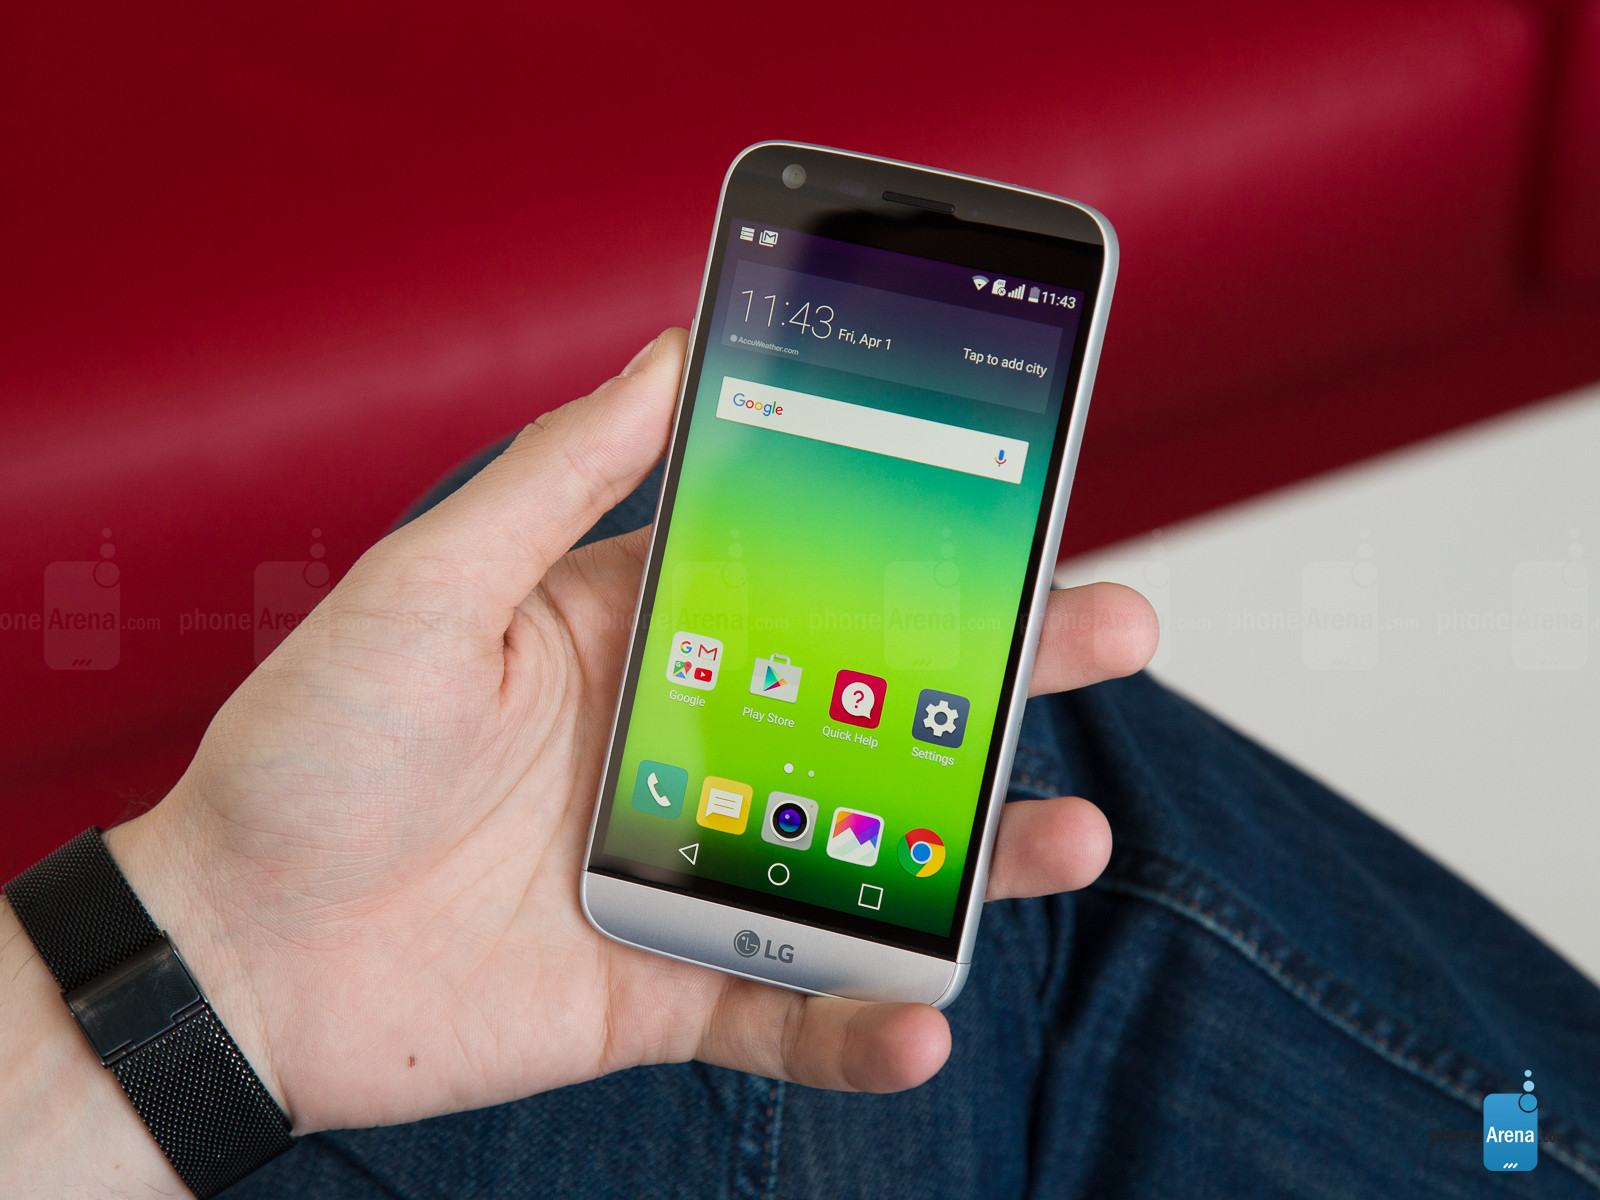 11:43
11:43 Fri, Apr 1
AccuWeather.com
Tap to add city
Google
G M
Google
Play Store
?
Quick Help
Settings
LG
phoneArena.com phoneArena.com phoneArena.com phoneArena.com phoneArena.com phoneArena.com phoneArena.com phoneArena
phoneArena.com